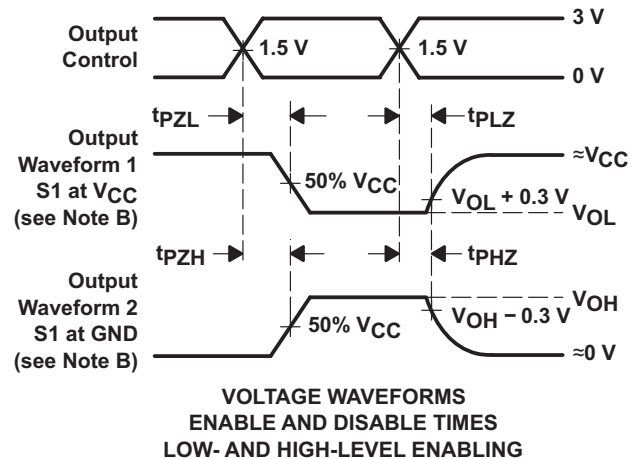 3 V
Output
Control
1.5 V
1.5 V
0 V
tPZL
tPLZ
Output
Waveform 1
S1 at VCC
(see Note B)
≈VCC
50% VCC
VOL + 0.3 V
VOL
tPZH
tPHZ
Output
Waveform 2
S1 at GND
(see Note B)
VOH
50% VCC
VOH − 0.3 V
≈0 V
VOLTAGE WAVEFORMS
ENABLE AND DISABLE TIMES
LOW- AND HIGH-LEVEL ENABLING